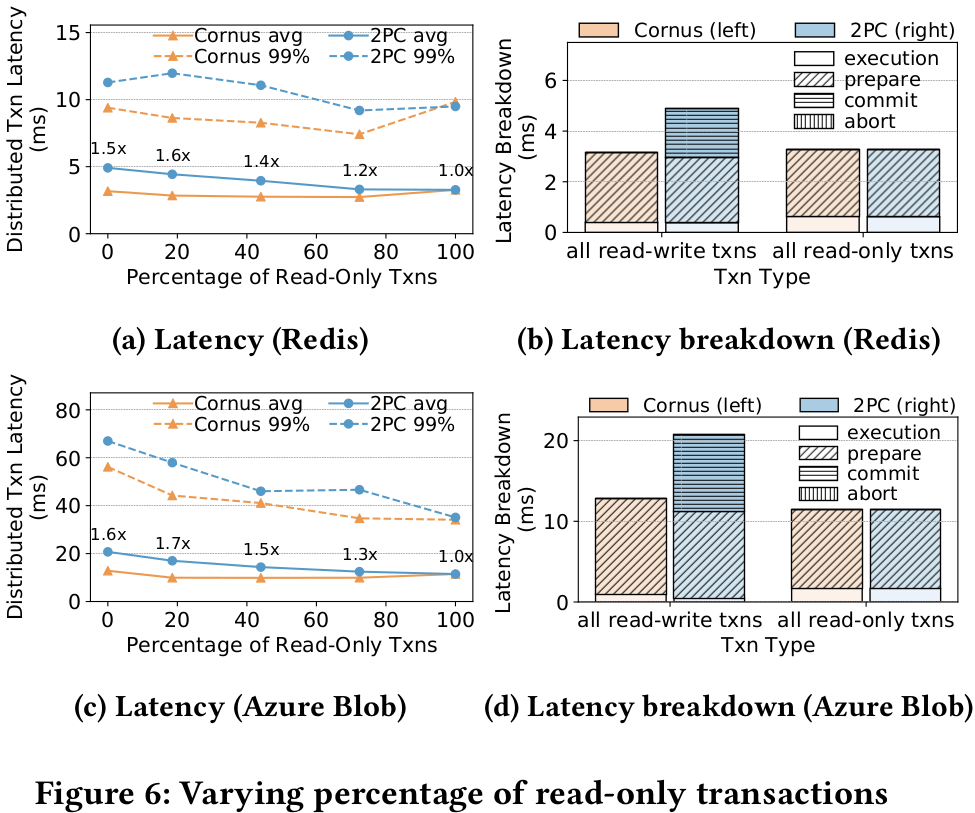 Cornus avg
2PC avg
Cornus 99%
2PC 99%
Distributed Txn Latency
(ms)
15
10
5
0
1.5x
1.6x
1.4x
1.2x
1.0x
0 20 40 60 80 100
Percentage of Read-Only Txns
(a) Latency (Redis)
Cornus (left)
2PC (right)
execution
prepare
commit
abort
Latency Breakdown
(ms)
6
4
2
0
all read-write txns
all read-only txns
Txn Type
(b) Latency breakdown (Redis)
Cornus avg
2PC avg
Cornus 99%
2PC 99%
Distributed Txn Latency
(ms)
80
60
40
20
0
1.6x
1.7x
1.5x
1.3x
1.0x
0 20 40 60 80 100
Percentage of Read-Only Txns
(c) Latency (Azure Blob)
Cornus (left)
2PC (right)
execution
prepare
commit
abort
Latency Breakdown
(ms)
20
10
0
all read-write txns
all read-only txns
Txn Type
(d) Latency breakdown (Azure Blob)
Figure 6: Varying percentage of read-only transactions